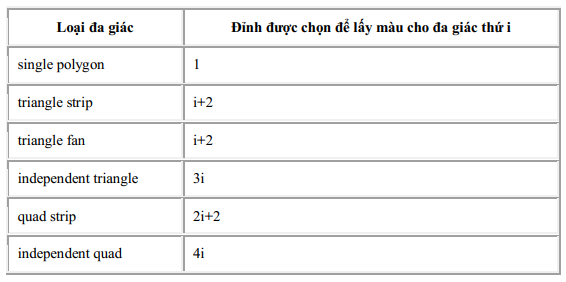 Loại đa giác Đỉnh được chọn để lấy màu cho đa giác thứ i
single polygon 1
triangle strip i+2
triangle fan i+2
independent triangle 3i
quad strip 2i+2
independent quad 4i